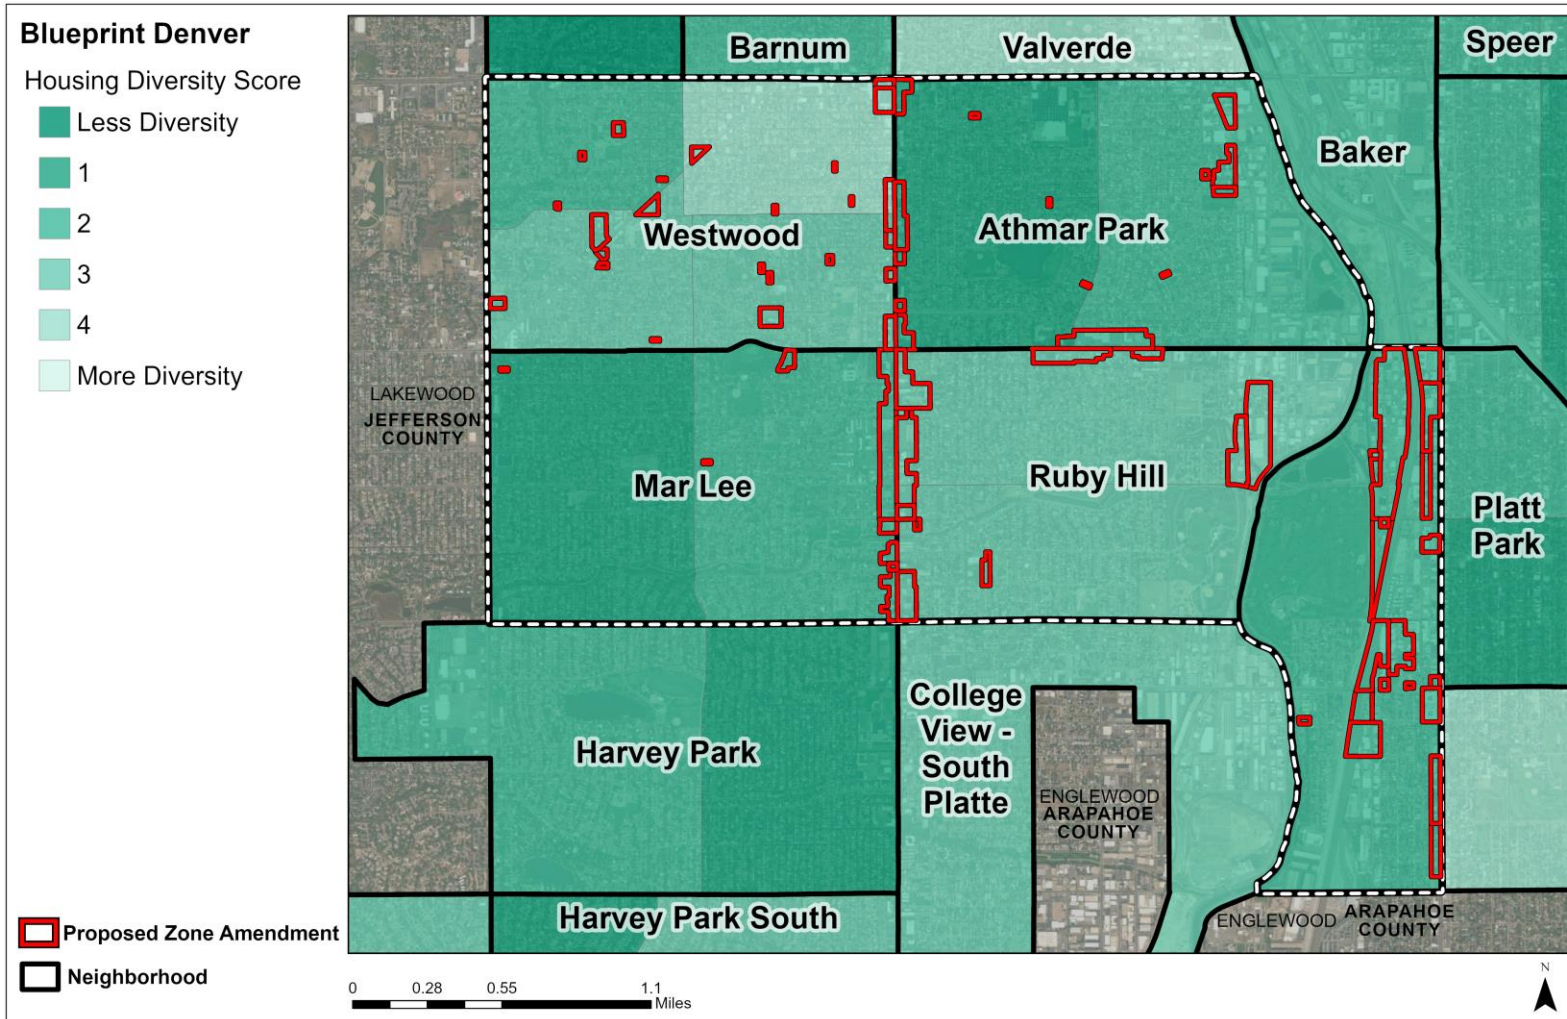 Blueprint Denver
Housing Diversity Score
Less Diversity
1
2
3
4
More Diversity
Proposed Zone Amendment
Neighborhood
Barnum
Valverde
Speer
Baker
Westwood
Athmar Park
LAKEWOOD
JEFFERSON
COUNTY
Mar Lee
Ruby Hill
Platt
Park
Harvey Park
College
View -
South
Platte
ENGLEWOOD
ARAPAHOE
COUNTY
Harvey Park South
ENGLEWOOD
ARAPAHOE
COUNTY
0 0.28 0.55 1.1
Miles
N